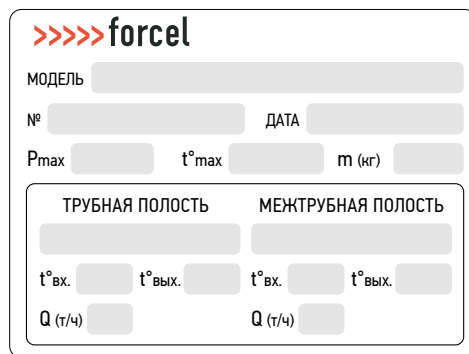 >>>>>forcel
МОДЕЛЬ
№ ДАТА
Pmax t°max m (кг)
ТРУБНАЯ ПОЛОСТЬ МЕЖТРУБНАЯ ПОЛОСТЬ
t°вх. t°вых. t°вх. t°вых.
Q (т/ч) Q (т/ч)